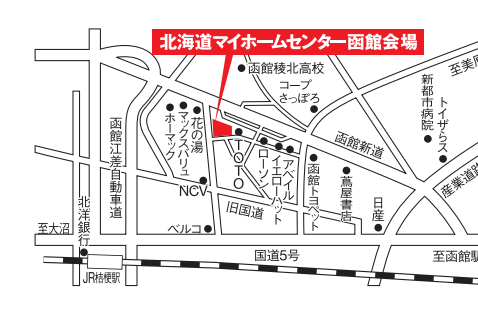 北海道マイホームセンター函館会場
函館稜北高校
コープ
さっぽろ
至美原
新都市病院
トイザらス
函館新道
産業道路
花の湯
マックスバリュ
ホーマック
函館江差自動車道
TOTO
ローソン
イエローハット
アベイル
函館トヨペット
蔦屋書店
日産
NCV
旧国道
ベルコ
北洋銀行
至大沼
国道5号
至函館駅
JR桔梗駅